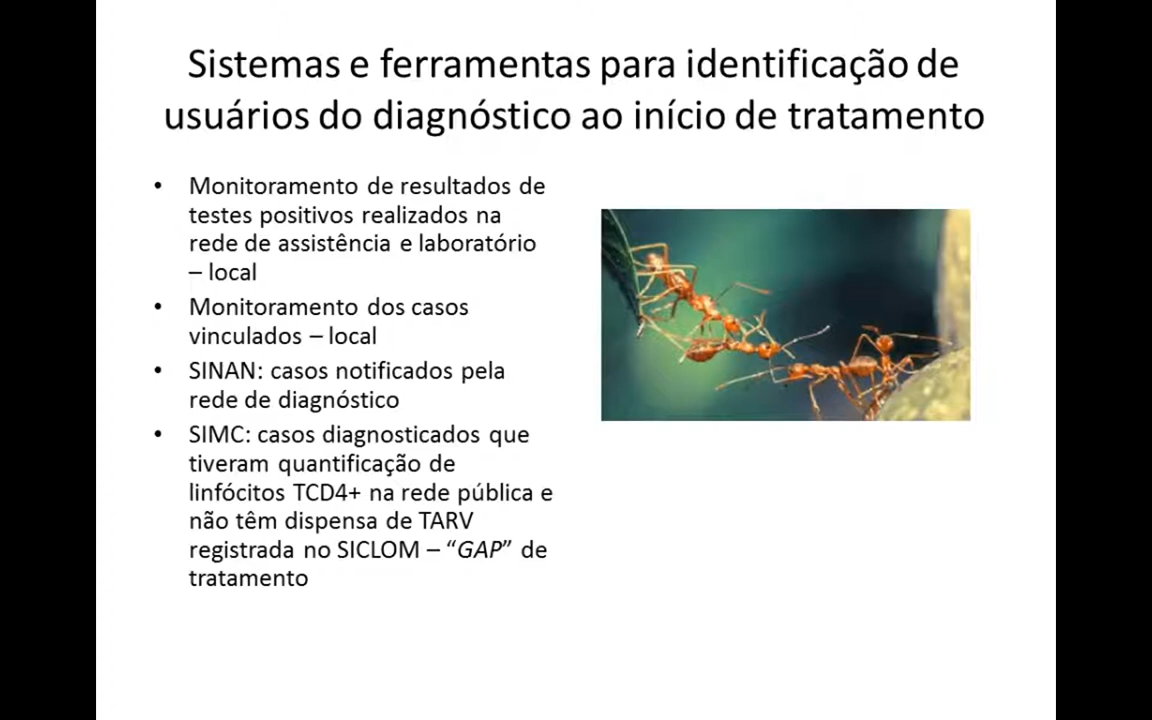 Sistemas e ferramentas para identificação de
usuários do diagnóstico ao início de tratamento
• Monitoramento de resultados de
testes positivos realizados na
rede de assistência e laboratório
– local
• Monitoramento dos casos
vinculados – local
• SINAN: casos notificados pela
rede de diagnóstico
• SIMC: casos diagnosticados que
tiveram quantificação de
linfócitos TCD4+ na rede pública e
não têm dispensa de TARV
registrada no SICLOM – “GAP” de
tratamento